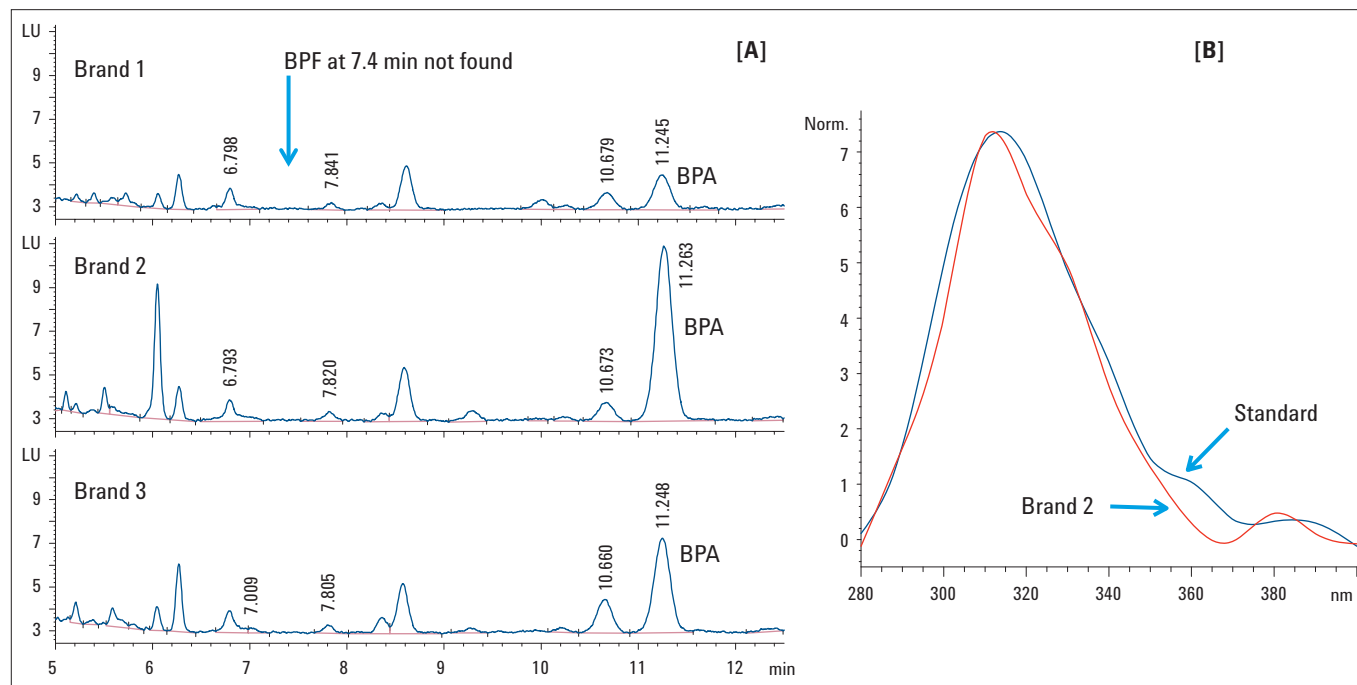 LU
9
7
5
3
Brand 1
BPF at 7.4 min not found
[A]
6.798
7.841
10.679
11.245
BPA
LU
9
7
5
3
Brand 2
6.793
7.820
10.673
11.263
BPA
LU
9
7
5
3
Brand 3
7.009
7.805
10.660
11.248
BPA
5 6 7 8 9 10 11 12 min
[B]
Norm.
7
6
5
4
3
2
1
0
Standard
Brand 2
280 300 320 340 360 380 nm